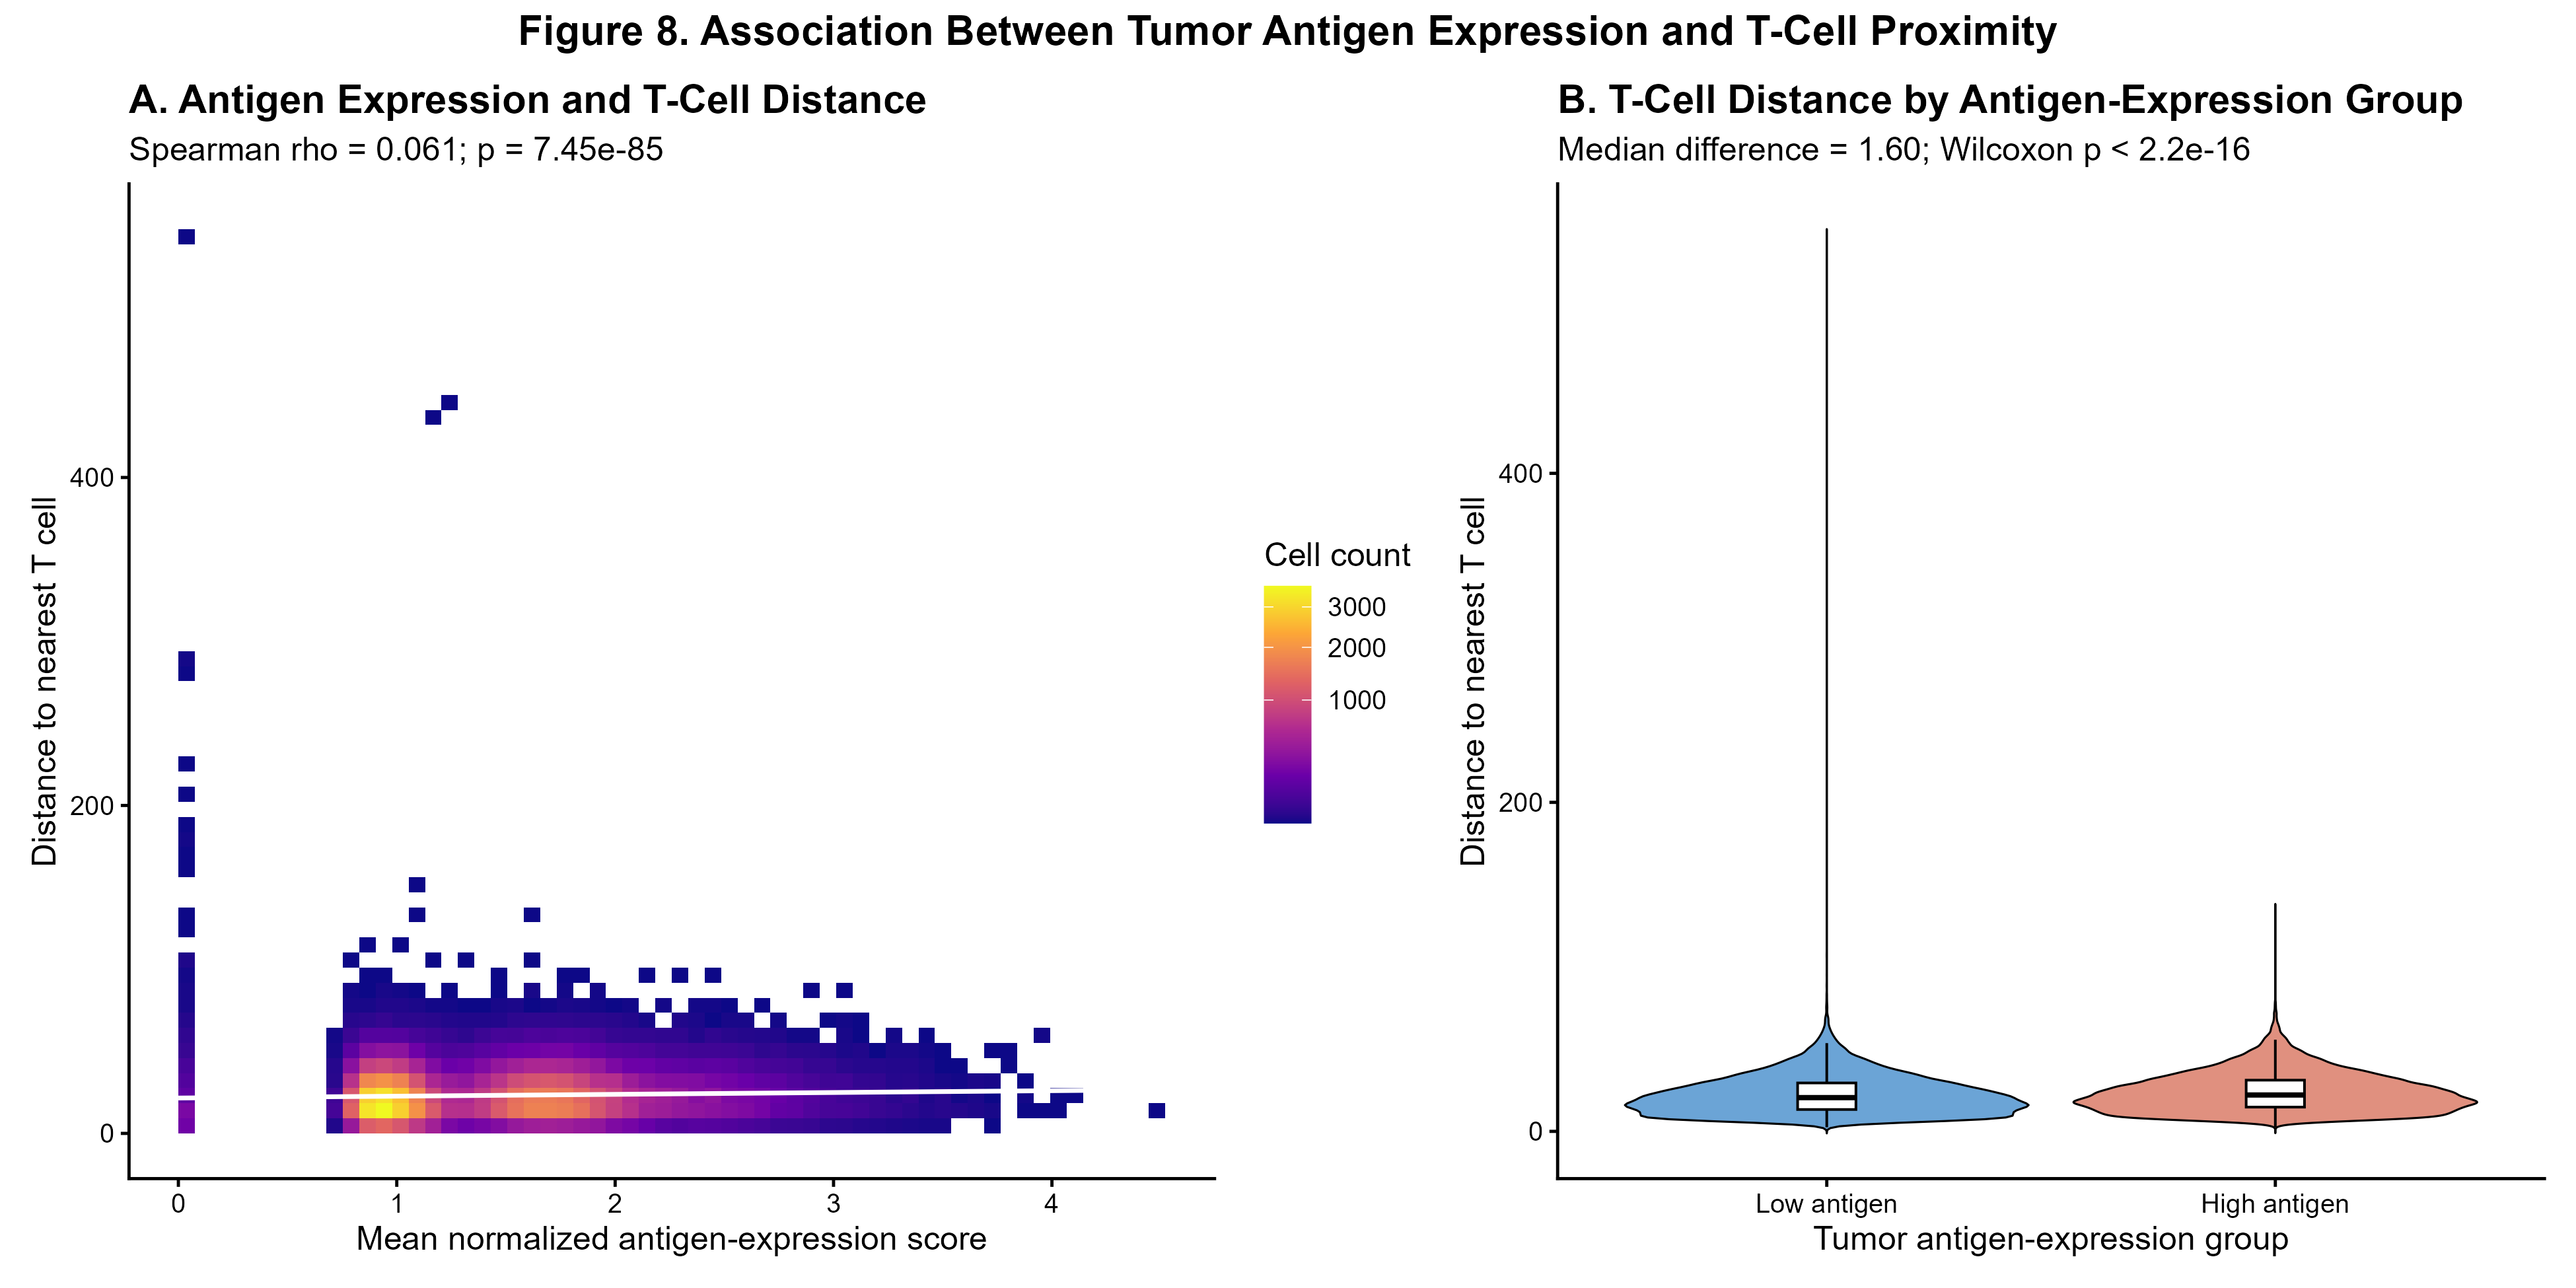 Figure 8. Association Between Tumor Antigen Expression and T-Cell Proximity
A. Antigen Expression and T-Cell Distance
Spearman rho = 0.061; p = 7.45e-85
Distance to nearest T cell
400
200
0
0
1
2
3
4
Mean normalized antigen-expression score
Cell count
3000
2000
1000
B. T-Cell Distance by Antigen-Expression Group
Median difference = 1.60; Wilcoxon p < 2.2e-16
Distance to nearest T cell
400
200
0
Low antigen
High antigen
Tumor antigen-expression group